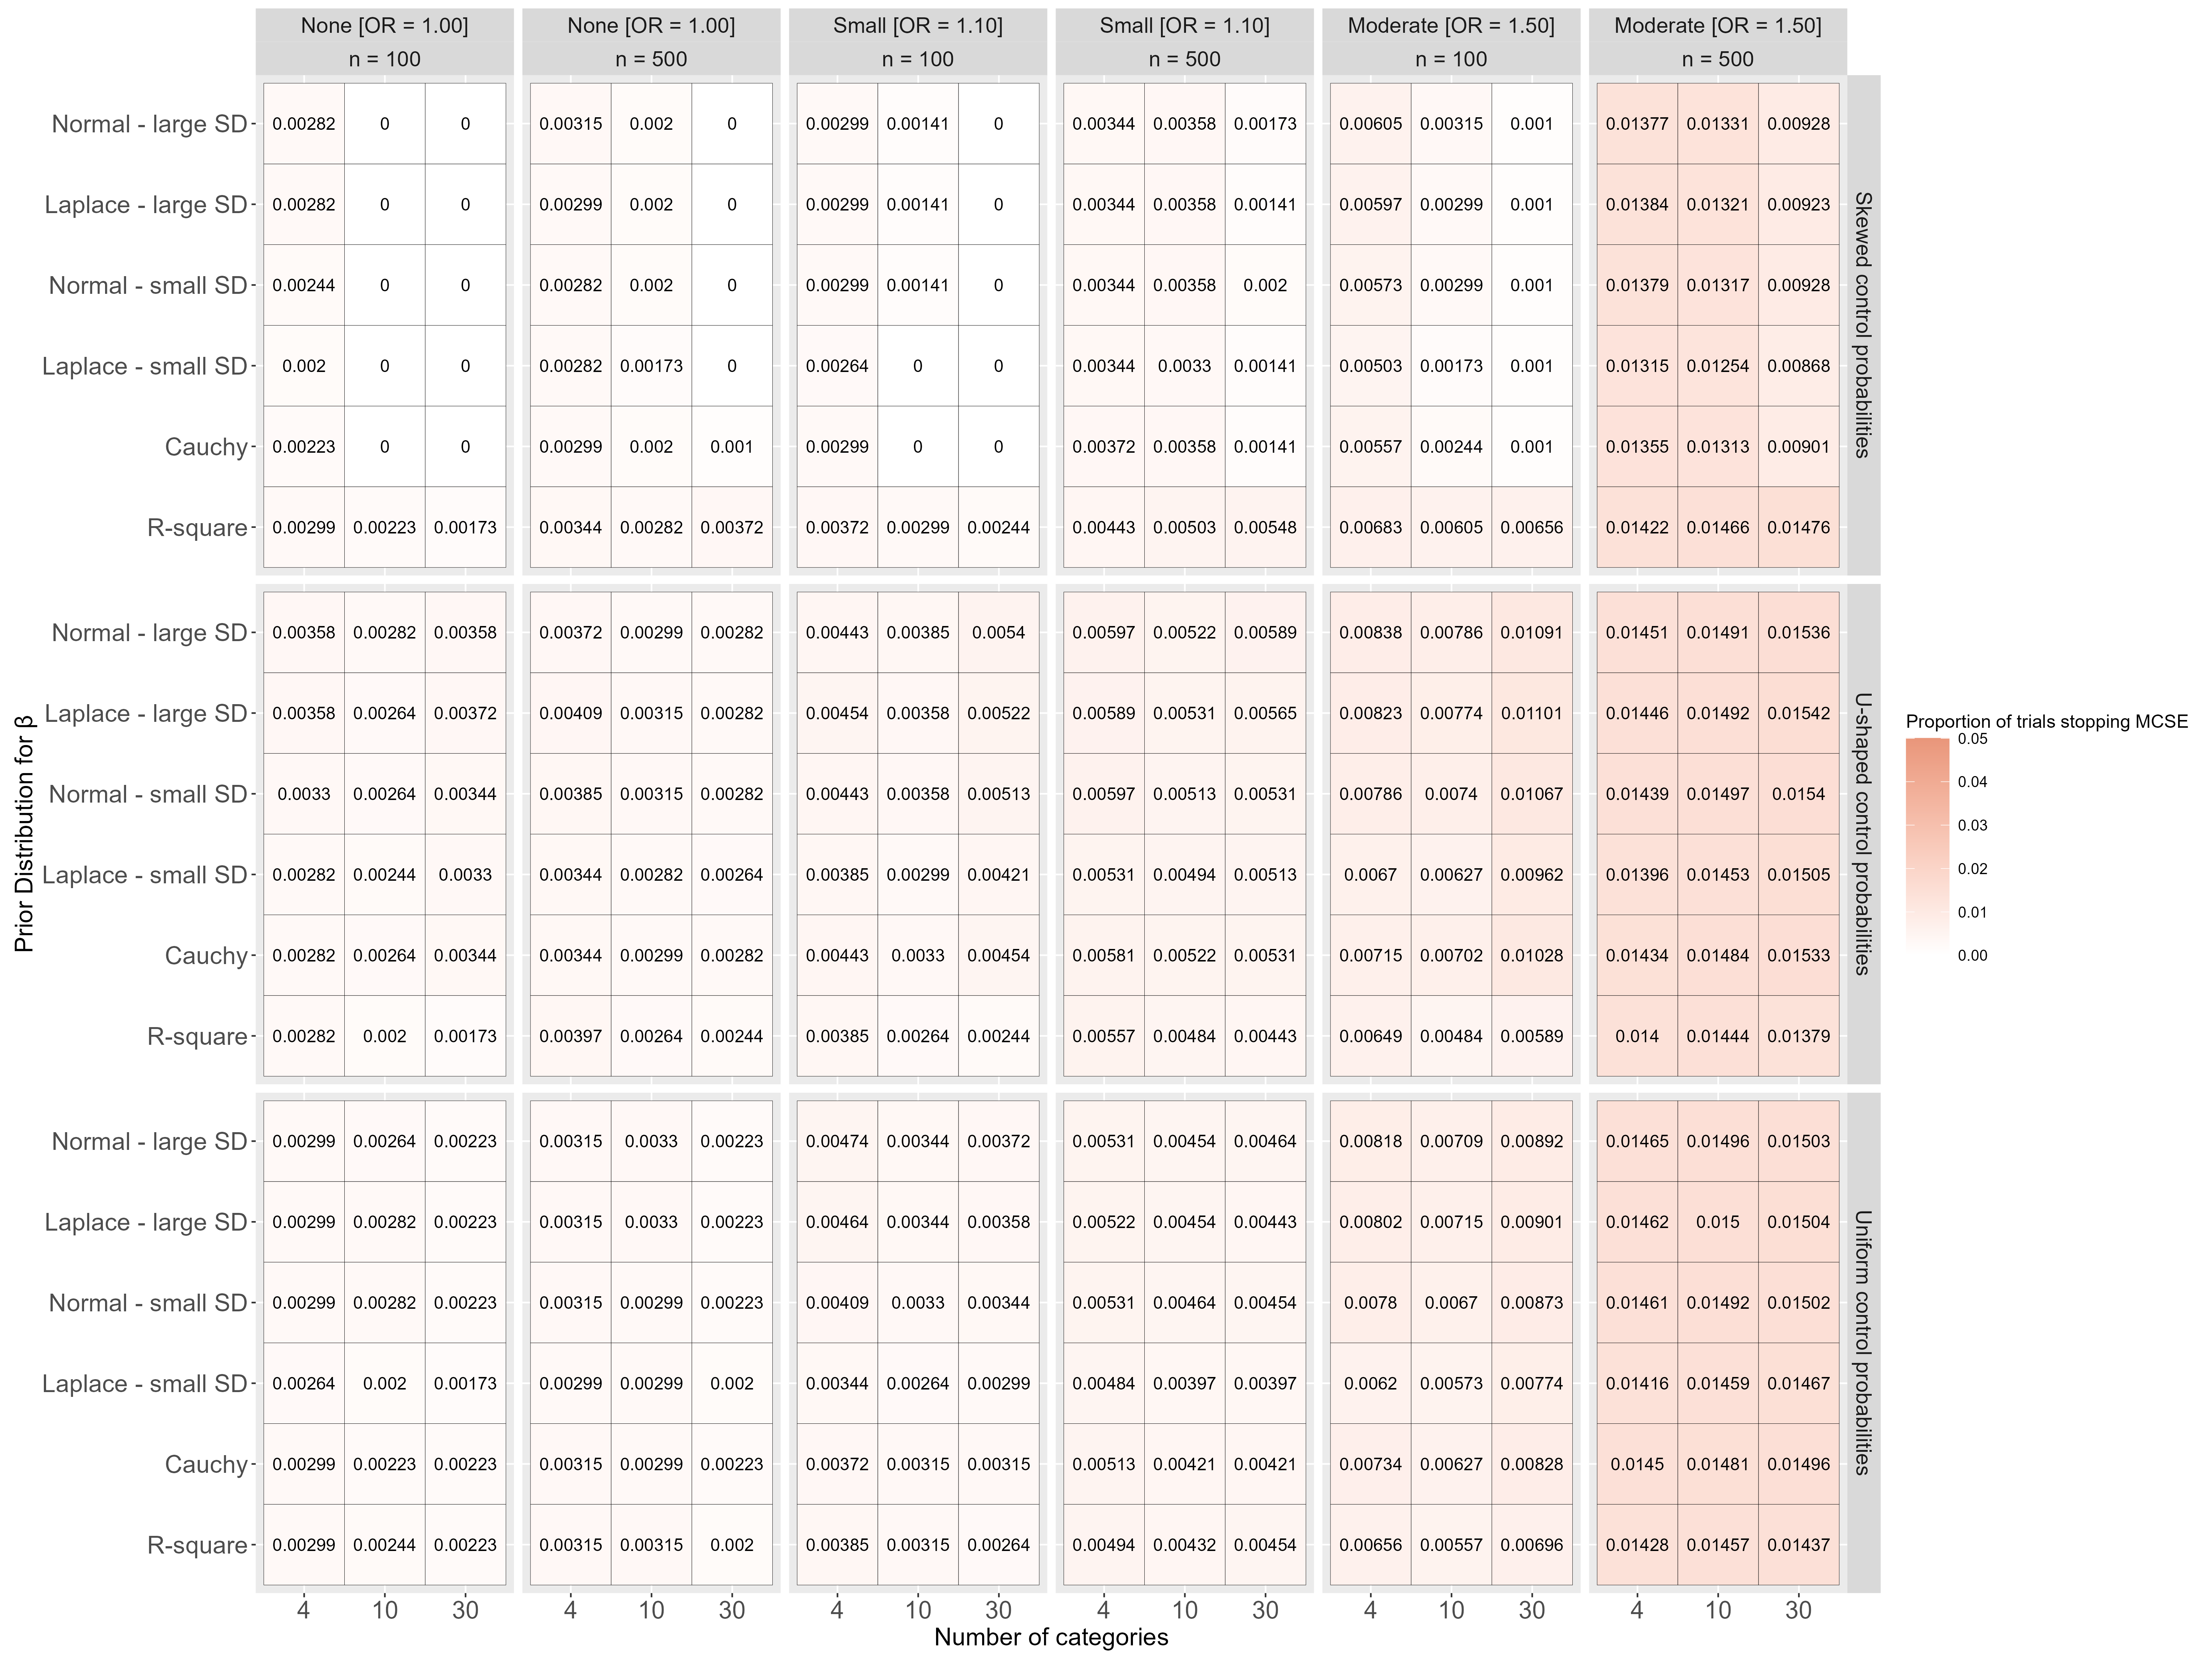 None [OR = 1.00] None [OR = 1.00] Small [OR = 1.10] Small [OR = 1.10] Moderate [OR = 1.50] Moderate [OR = 1.50]
n = 100 n = 500 n = 100 n = 500 n = 100 n = 500
Normal - large SD 0.00282 0 0 0.00315 0.002 0 0.00299 0.00141 0 0.00344 0.00358 0.00173 0.00605 0.00315 0.001 0.01377 0.01331 0.00928
Laplace - large SD 0.00282 0 0 0.00299 0.002 0 0.00299 0.00141 0 0.00344 0.00358 0.00141 0.00597 0.00299 0.001 0.01384 0.01321 0.00923
Normal - small SD 0.00244 0 0 0.00282 0.002 0 0.00299 0.00141 0 0.00344 0.00358 0.002 0.00573 0.00299 0.001 0.01379 0.01317 0.00928
Laplace - small SD 0.002 0 0 0.00282 0.00173 0 0.00264 0 0 0.00344 0.0033 0.00141 0.00503 0.00173 0.001 0.01315 0.01254 0.00868
Cauchy 0.00223 0 0 0.00299 0.002 0.001 0.00299 0 0 0.00372 0.00358 0.00141 0.00557 0.00244 0.001 0.01355 0.01313 0.00901
R-square 0.00299 0.00223 0.00173 0.00344 0.00282 0.00372 0.00372 0.00299 0.00244 0.00443 0.00503 0.00548 0.00683 0.00605 0.00656 0.01422 0.01466 0.01476
Skewed control probabilities
Normal - large SD 0.00358 0.00282 0.00358 0.00372 0.00299 0.00282 0.00443 0.00385 0.0054 0.00597 0.00522 0.00589 0.00838 0.00786 0.01091 0.01451 0.01491 0.01536
Laplace - large SD 0.00358 0.00264 0.00372 0.00409 0.00315 0.00282 0.00454 0.00358 0.00522 0.00589 0.00531 0.00565 0.00823 0.00774 0.01101 0.01446 0.01492 0.01542
Normal - small SD 0.0033 0.00264 0.00344 0.00385 0.00315 0.00282 0.00443 0.00358 0.00513 0.00597 0.00513 0.00531 0.00786 0.0074 0.01067 0.01439 0.01497 0.0154
Laplace - small SD 0.00282 0.00244 0.0033 0.00344 0.00282 0.00264 0.00385 0.00299 0.00421 0.00531 0.00494 0.00513 0.0067 0.00627 0.00962 0.01396 0.01453 0.01505
Cauchy 0.00282 0.00264 0.00344 0.00344 0.00299 0.00282 0.00443 0.0033 0.00454 0.00581 0.00522 0.00531 0.00715 0.00702 0.01028 0.01434 0.01484 0.01533
R-square 0.00282 0.002 0.00173 0.00397 0.00264 0.00244 0.00385 0.00264 0.00244 0.00557 0.00484 0.00443 0.00649 0.00484 0.00589 0.014 0.01444 0.01379
U-shaped control probabilities
Normal - large SD 0.00299 0.00264 0.00223 0.00315 0.0033 0.00223 0.00474 0.00344 0.00372 0.00531 0.00454 0.00464 0.00818 0.00709 0.00892 0.01465 0.01496 0.01503
Laplace - large SD 0.00299 0.00282 0.00223 0.00315 0.0033 0.00223 0.00464 0.00344 0.00358 0.00522 0.00454 0.00443 0.00802 0.00715 0.00901 0.01462 0.015 0.01504
Normal - small SD 0.00299 0.00282 0.00223 0.00315 0.00299 0.00223 0.00409 0.0033 0.00344 0.00531 0.00464 0.00454 0.0078 0.0067 0.00873 0.01461 0.01492 0.01502
Laplace - small SD 0.00264 0.002 0.00173 0.00299 0.00299 0.002 0.00344 0.00264 0.00299 0.00484 0.00397 0.00397 0.0062 0.00573 0.00774 0.01416 0.01459 0.01467
Cauchy 0.00299 0.00223 0.00223 0.00315 0.00299 0.00223 0.00372 0.00315 0.00315 0.00513 0.00421 0.00421 0.00734 0.00627 0.00828 0.0145 0.01481 0.01496
R-square 0.00299 0.00244 0.00223 0.00315 0.00315 0.002 0.00385 0.00315 0.00264 0.00494 0.00432 0.00454 0.00656 0.00557 0.00696 0.01428 0.01457 0.01437
Uniform control probabilities
4 10 30 4 10 30 4 10 30 4 10 30 4 10 30 4 10 30
Number of categories
Prior Distribution for β
Proportion of trials stopping MCSE
0.05
0.04
0.03
0.02
0.01
0.00